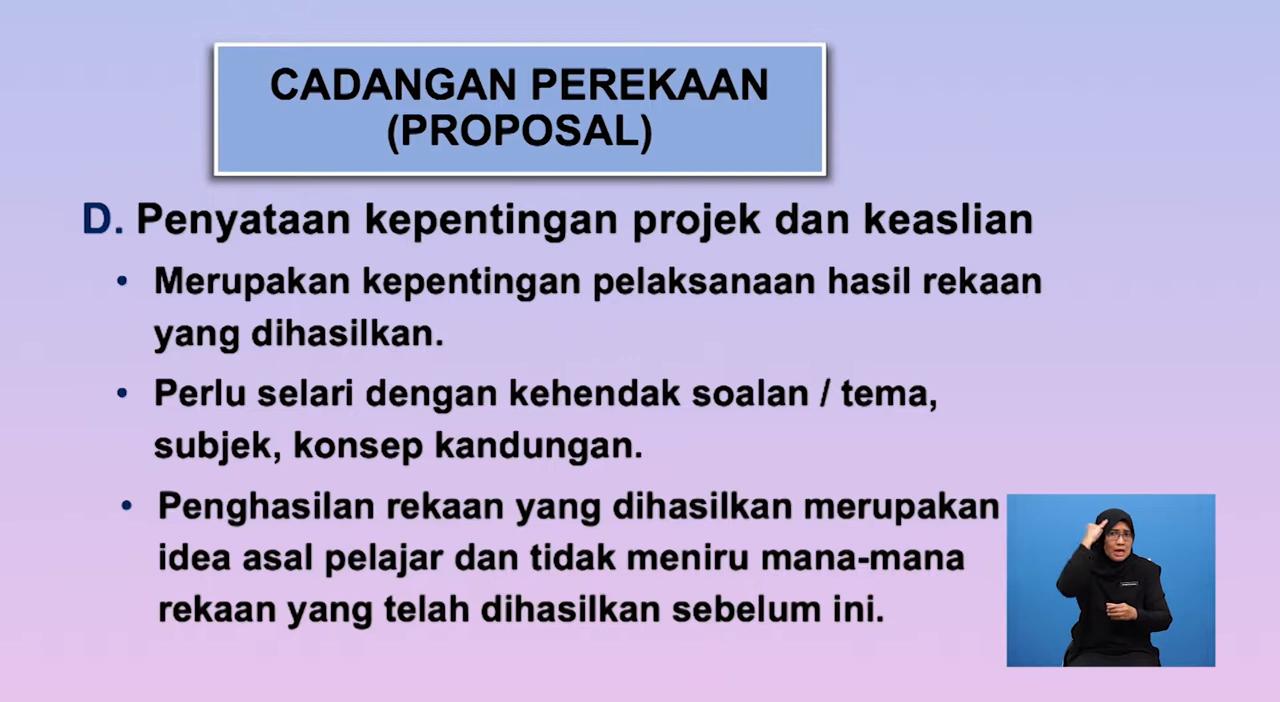 CADANGAN PEREKAAN
(PROPOSAL)
D. Penyataan kepentingan projek dan keaslian
• Merupakan kepentingan pelaksanaan hasil rekaan
yang dihasilkan.
• Perlu selari dengan kehendak soalan / tema,
subjek, konsep kandungan.
• Penghasilan rekaan yang dihasilkan merupakan
idea asal pelajar dan tidak meniru mana-mana
rekaan yang telah dihasilkan sebelum ini.